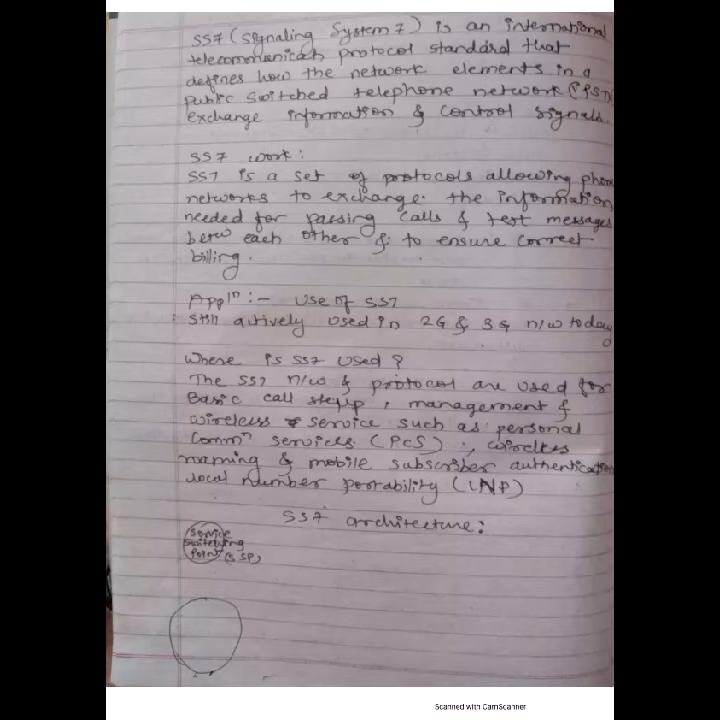 SS7 (Signaling System 7) is an international
telecommunicatn protocol standard that
defines how the network elements in a
public switched telephone network (PST
exchange information & control signals.
SS7 work:
SS7 is a set of protocols allowing phon
networks to exchange the information
needed for passing calls & text messages
betw each other & to ensure correct
billing.
Appln :- Use of SS7
still actively used in 2G & 3G n/w today
Where is SS7 used ?
The SS7 n/w & protocol are used for
Basic call setup, management &
wireless service such as personal
Commn services (PCS), wireless
roaming & mobile subscriber authentication
local number portability (LNP)
SS7 architecture:
Service
Switching
Point (SSP)
Scanned with CamScanner